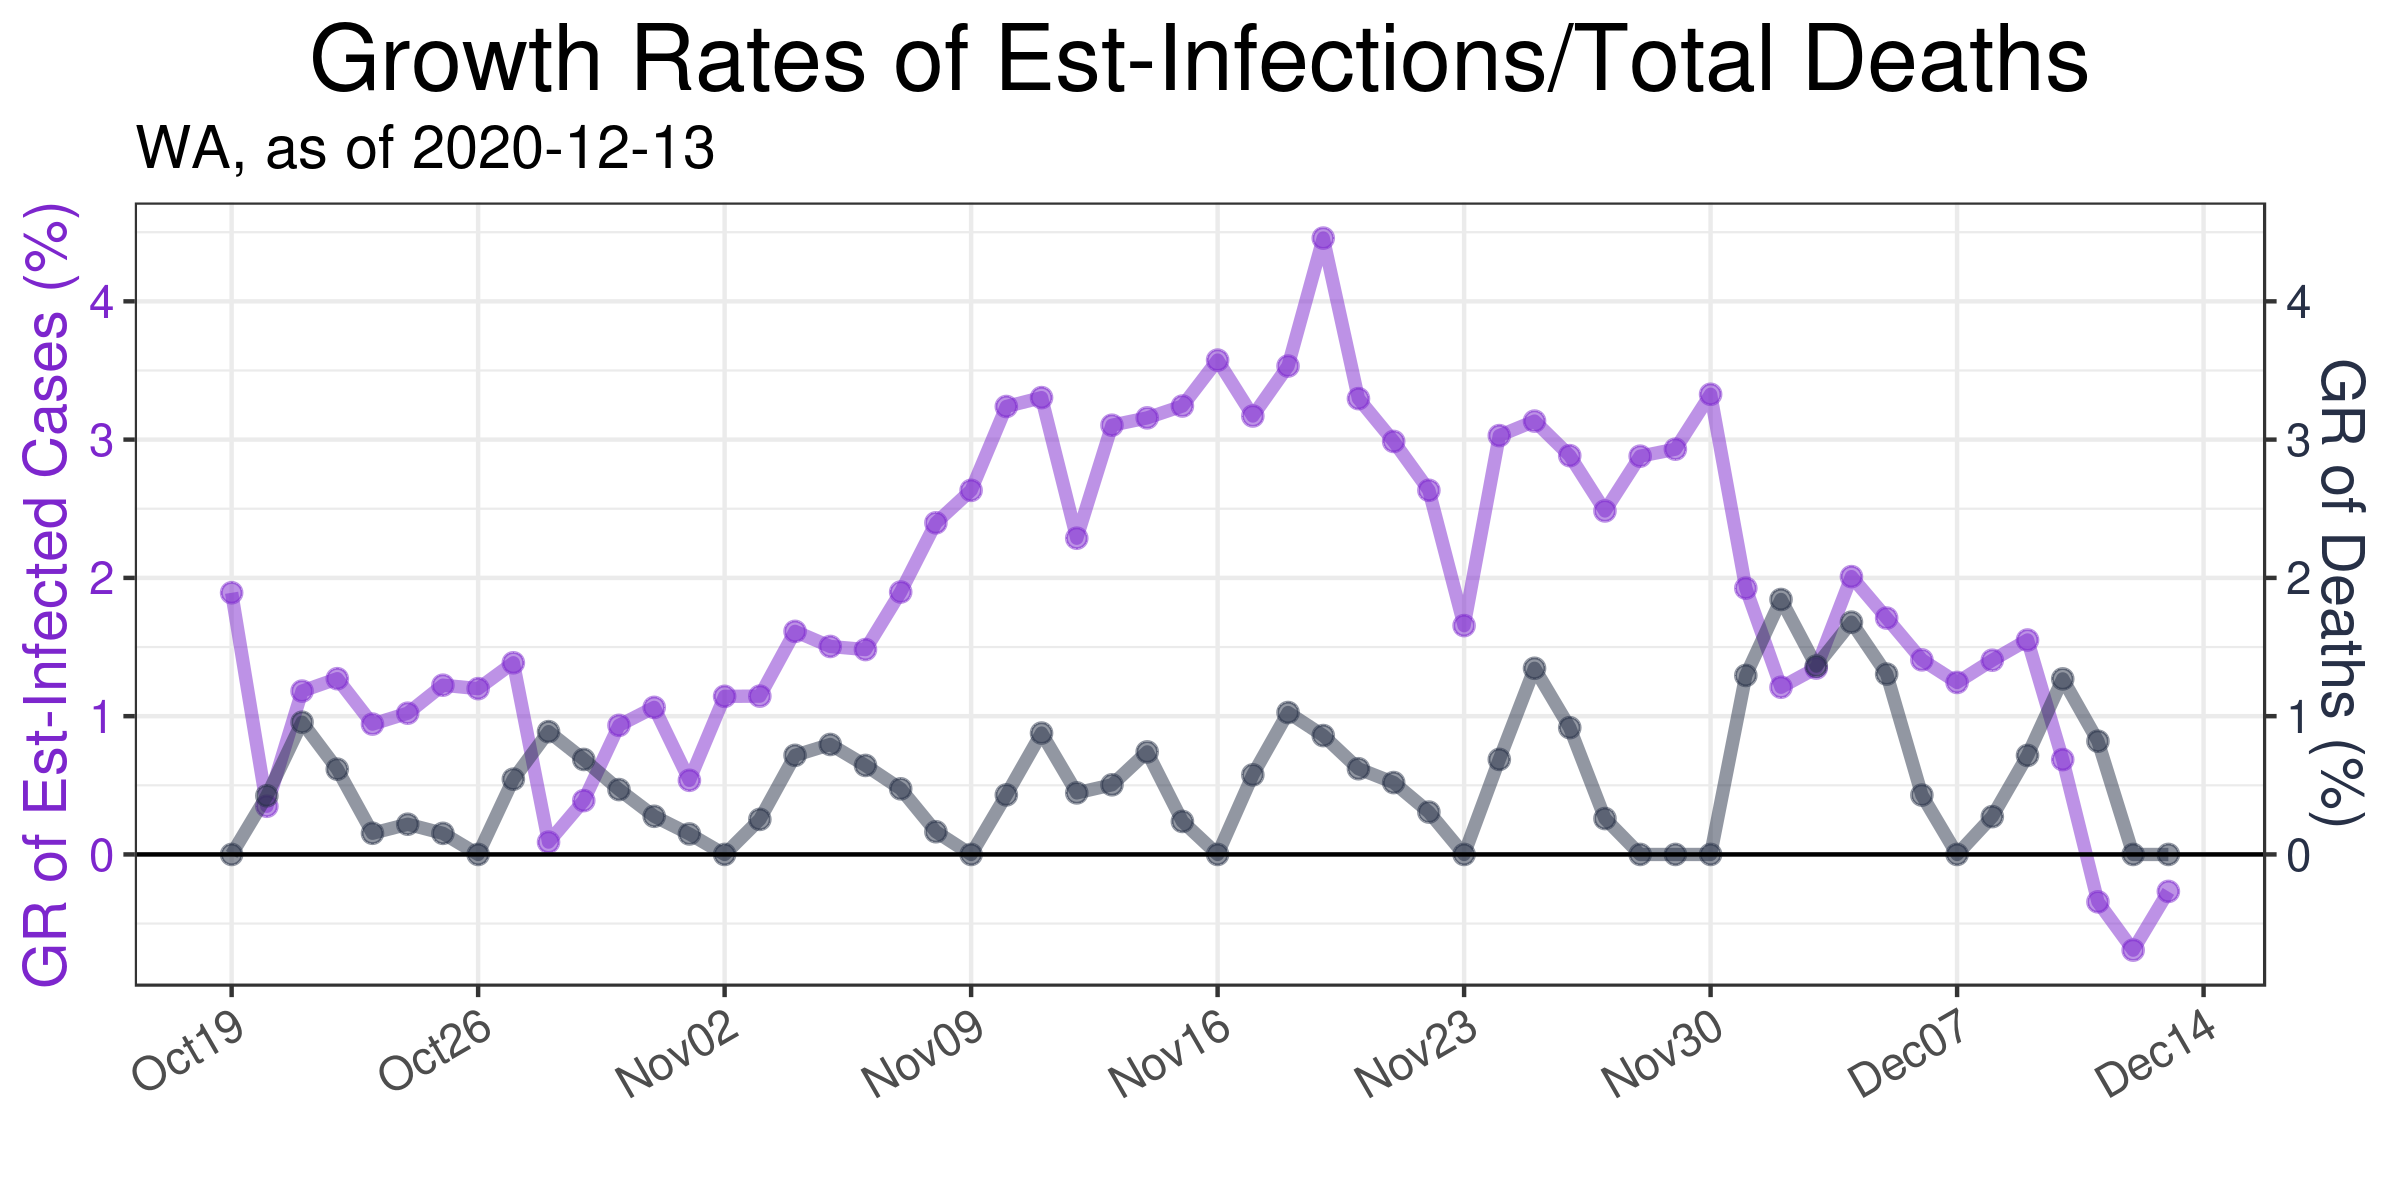 Growth Rates of Est-Infections/Total Deaths
WA, as of 2020-12-13
GR of Est-Infected Cases (%)
4
3
2
1
0
4
3
2
1
0
GR of Deaths (%)
Oct19
Oct26
Nov02
Nov09
Nov16
Nov23
Nov30
Dec07
Dec14